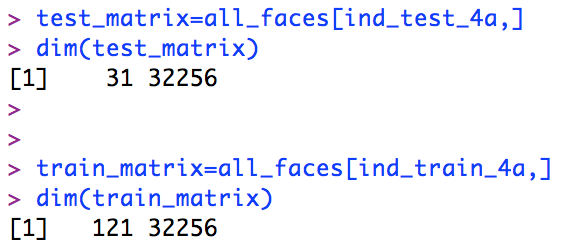 > test_matrix=all_faces[ind_test_4a,]
> dim(test_matrix)
[1]    31 32256
>
>
> train_matrix=all_faces[ind_train_4a,]
> dim(train_matrix)
[1]   121 32256